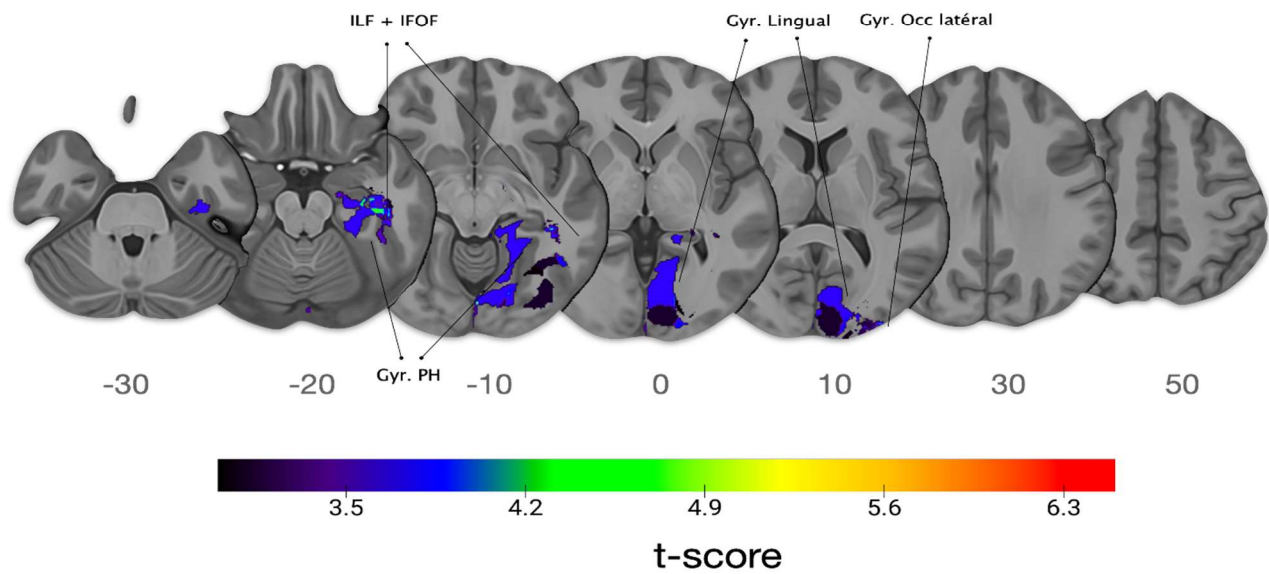 ILF + IFOF
Gyr. Lingual
Gyr. Occ latéral
Gyr. PH
-30
-20
-10
0
10
30
50
3.5
4.2
4.9
5.6
6.3
t-score